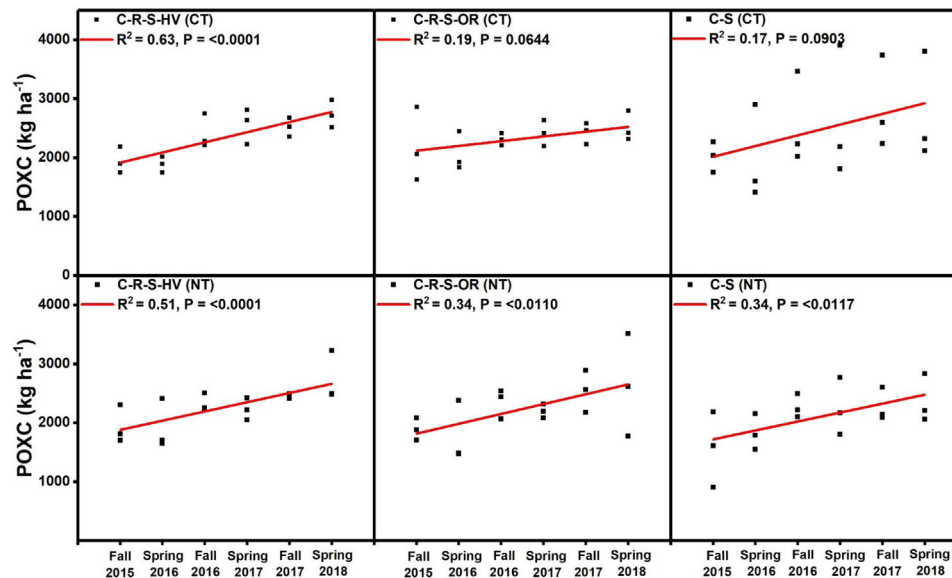 C-R-S-HV (CT)
R² = 0.63, P = <0.0001
C-R-S-OR (CT)
R² = 0.19, P = 0.0644
C-S (CT)
R² = 0.17, P = 0.0903
POXC (kg ha⁻¹)
4000
3000
2000
1000
0
C-R-S-HV (NT)
R² = 0.51, P = <0.0001
C-R-S-OR (NT)
R² = 0.34, P = <0.0110
C-S (NT)
R² = 0.34, P = <0.0117
POXC (kg ha⁻¹)
4000
3000
2000
1000
Fall Spring Fall Spring Fall Spring
2015 2016 2016 2017 2017 2018
Fall Spring Fall Spring Fall Spring
2015 2016 2016 2017 2017 2018
Fall Spring Fall Spring Fall Spring
2015 2016 2016 2017 2017 2018